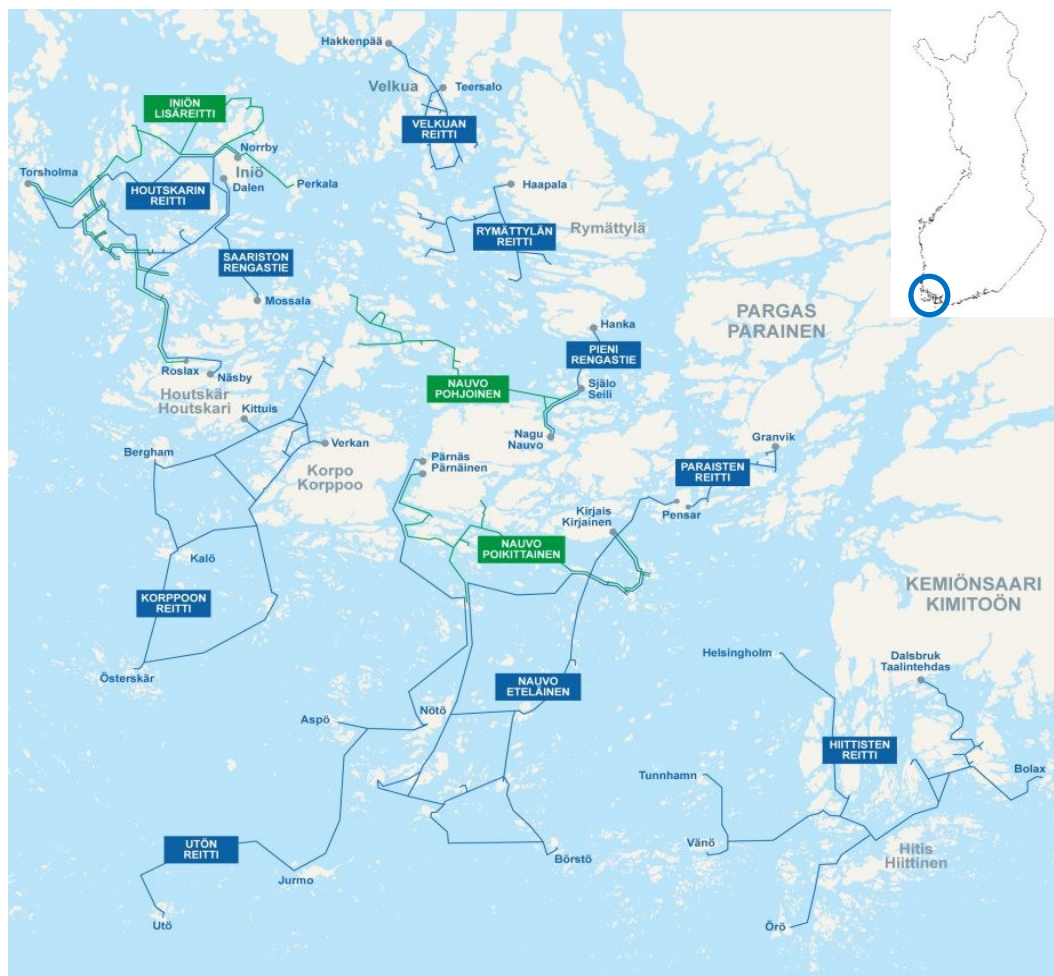 Hakkenpää
Velkua
Teersalo
INIÖN
LISÄREITTI
VELKUAN
REITTI
Norrby
Iniö
Torsholma
Dalen
Perkala
HOUTSKARIN
REITTI
Haapala
RYMÄTTYLÄN
REITTI
Rymättylä
SAARISTON
RENGASTIE
Mossala
PARGAS
PARAINEN
Hanka
PIENI
RENGASTIE
Roslax
Näsby
Houtskär
Houtskari
NAUVO
POHJOINEN
Själo
Seili
Kittuis
Nagu
Nauvo
Granvik
Bergham
Verkan
Korpo
Korppoo
Pärnäs
Pärnäinen
PARAISTEN
REITTI
Pensar
Kirjais
Kirjainen
NAUVO
POIKITTAINEN
Kalö
KORPPOON
REITTI
KEMIÖNSAARI
KIMITOÖN
Österskär
Helsingholm
Dalsbruk
Taalintehdas
NAUVO
ETELÄINEN
Aspö
Nötö
HIITTISTEN
REITTI
Tunnhamn
Bolax
UTÖN
REITTI
Vänö
Börstö
Hitis
Hiittinen
Jurmo
Utö
Örö